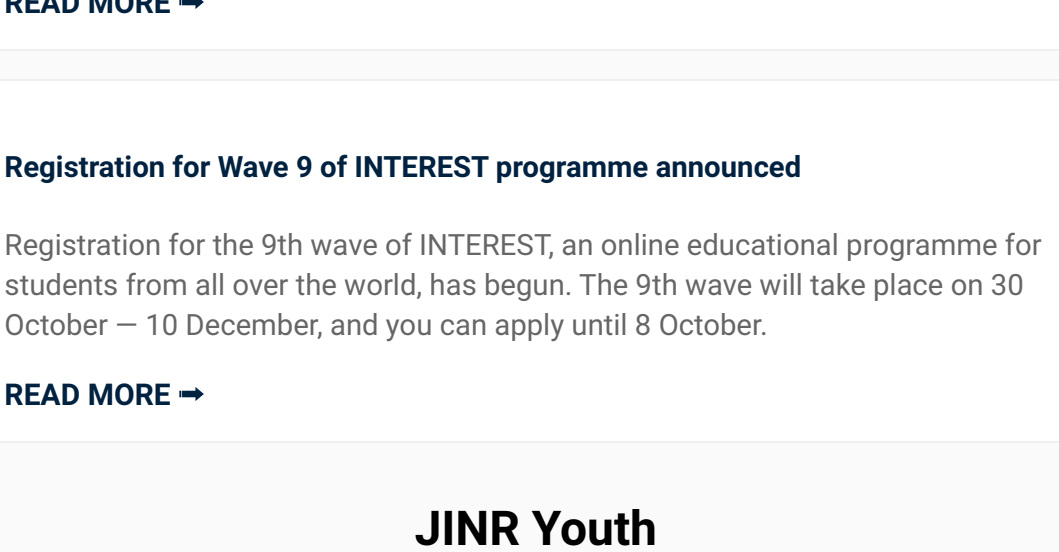 READ MORE ➡
Registration for Wave 9 of INTEREST programme announced
Registration for the 9th wave of INTEREST, an online educational programme for
students from all over the world, has begun. The 9th wave will take place on 30
October — 10 December, and you can apply until 8 October.
READ MORE ➡
JINR Youth